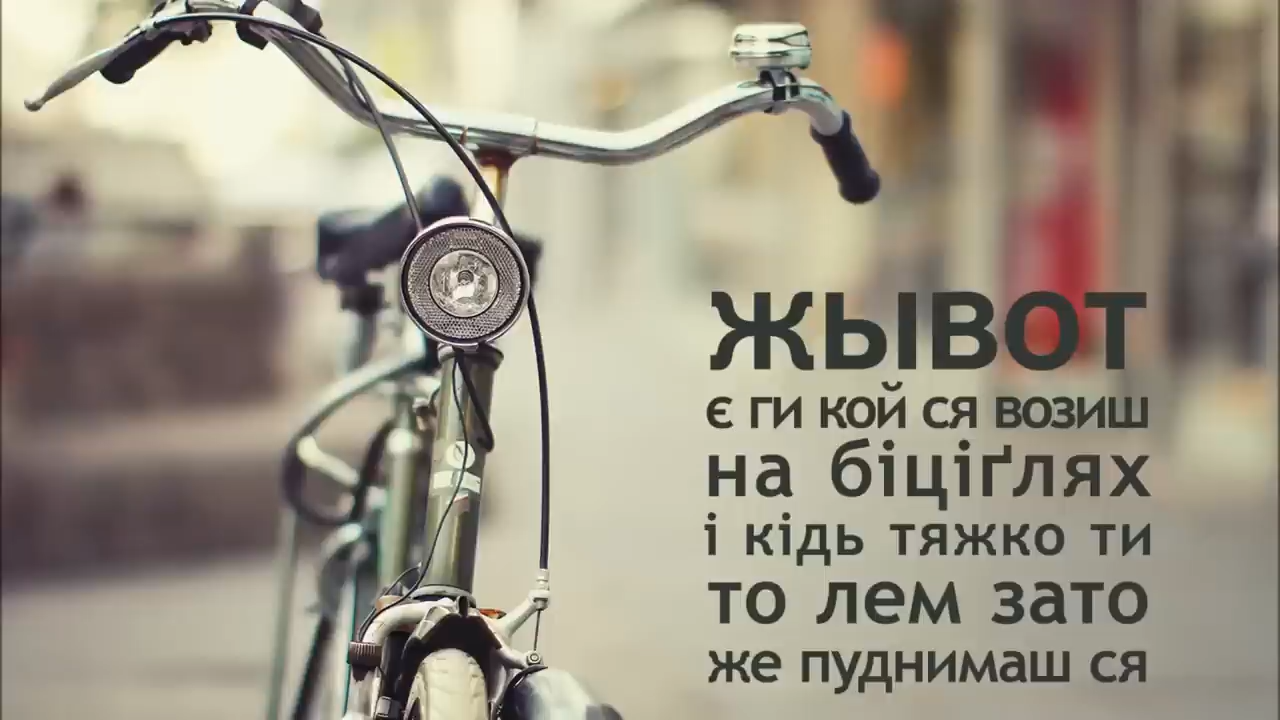 ЖЫВОТ
є ги кой ся возиш
на біціґлях
і кідь тяжко ти
то лем зато
же пуднимаш ся